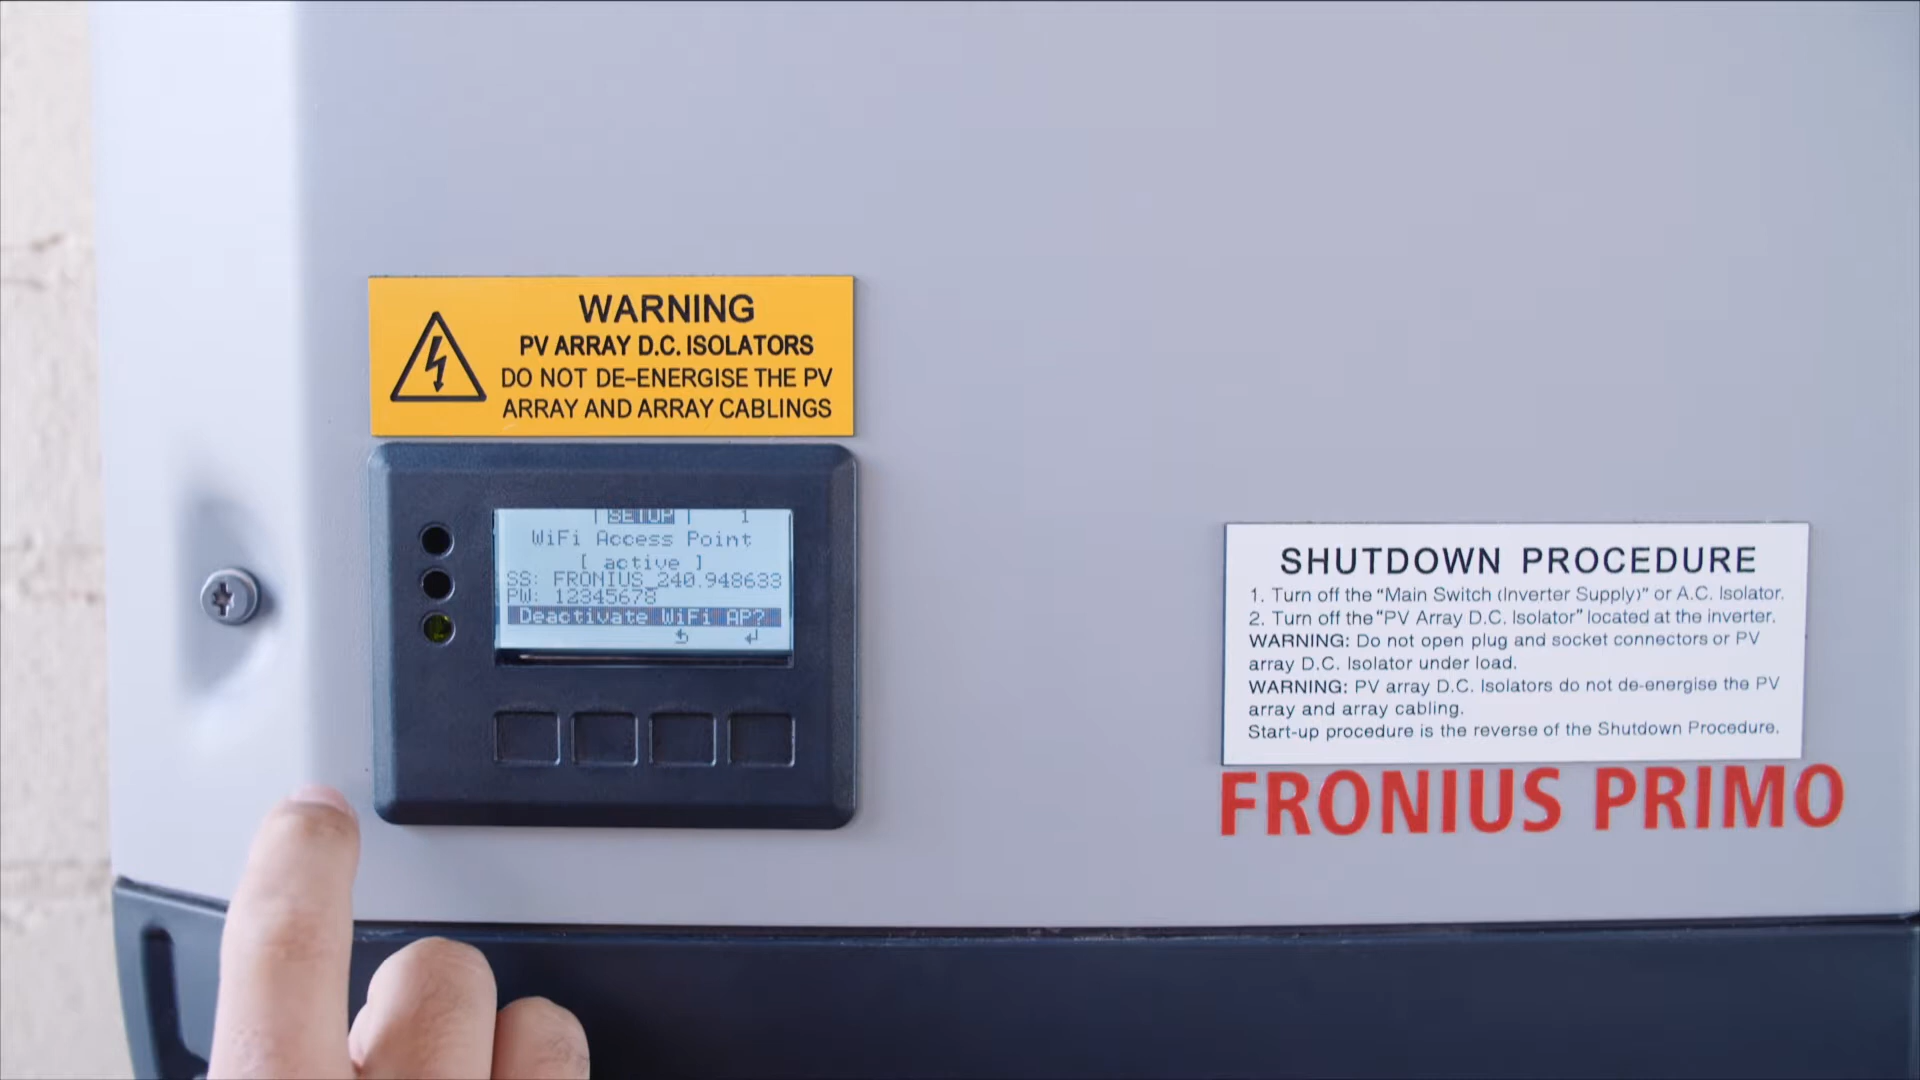 WARNING
PV ARRAY D.C. ISOLATORS
DO NOT DE-ENERGISE THE PV
ARRAY AND ARRAY CABLINGS
SETUP 1
WiFi Access Point
[ active ]
SS: FRONIUS_240.948633
PW: 12345678
Deactivate WiFi AP?
SHUTDOWN PROCEDURE
1. Turn off the “Main Switch (Inverter Supply)” or A.C. Isolator.
2. Turn off the “PV Array D.C. Isolator” located at the inverter.
WARNING: Do not open plug and socket connectors or PV
array D.C. Isolator under load.
WARNING: PV array D.C. Isolators do not de-energise the PV
array and array cabling.
Start-up procedure is the reverse of the Shutdown Procedure.
FRONIUS PRIMO